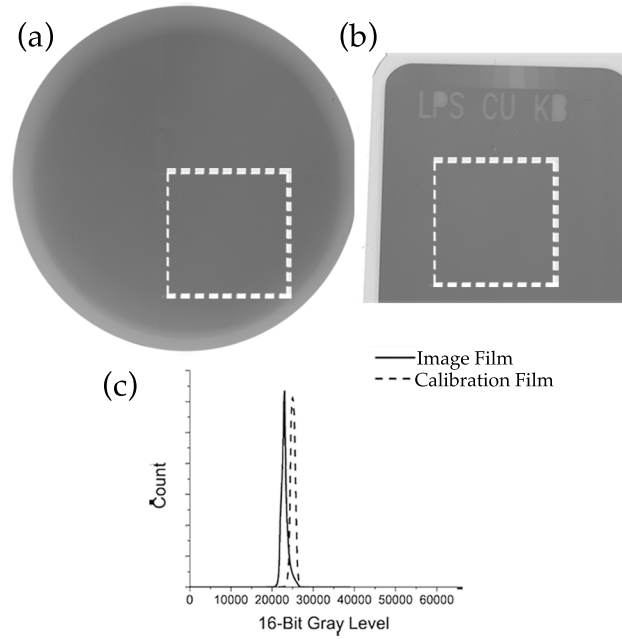 (a)
(b)
LPS CU KB
Image Film
Calibration Film
(c)
Count
0 10000 20000 30000 40000 50000 60000
16-Bit Gray Level